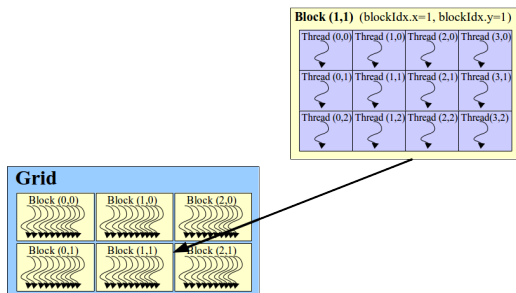 Block (1,1) (blockIdx.x=1, blockIdx.y=1)
Thread (0,0) Thread (1,0) Thread (2,0) Thread (3,0)
Thread (0,1) Thread (1,1) Thread (2,1) Thread (3,1)
Thread (0,2) Thread (1,2) Thread (2,2) Thread(3,2)
Grid
Block (0,0) Block (1,0) Block (2,0)
Block (0,1) Block (1,1) Block (2,1)